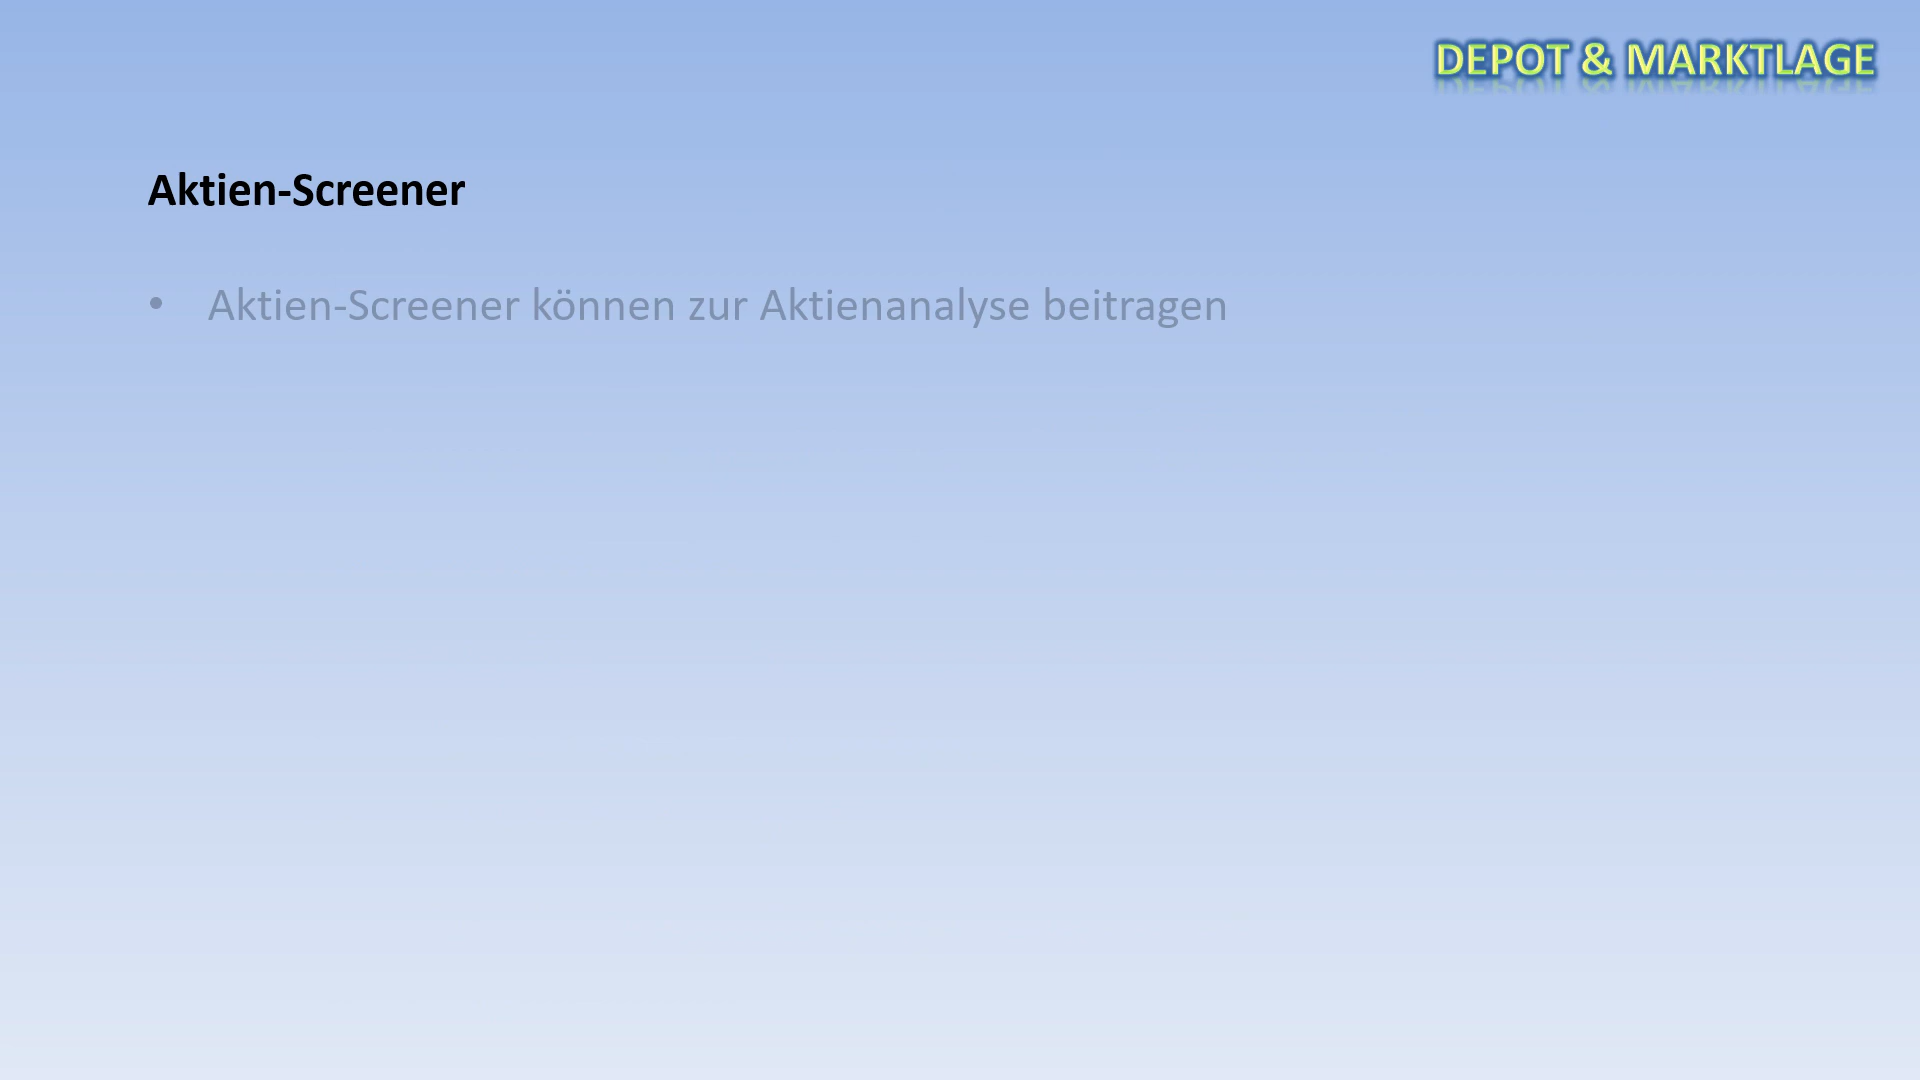 DEPOT & MARKTLAGE
Aktien-Screener
• Aktien-Screener können zur Aktienanalyse beitragen